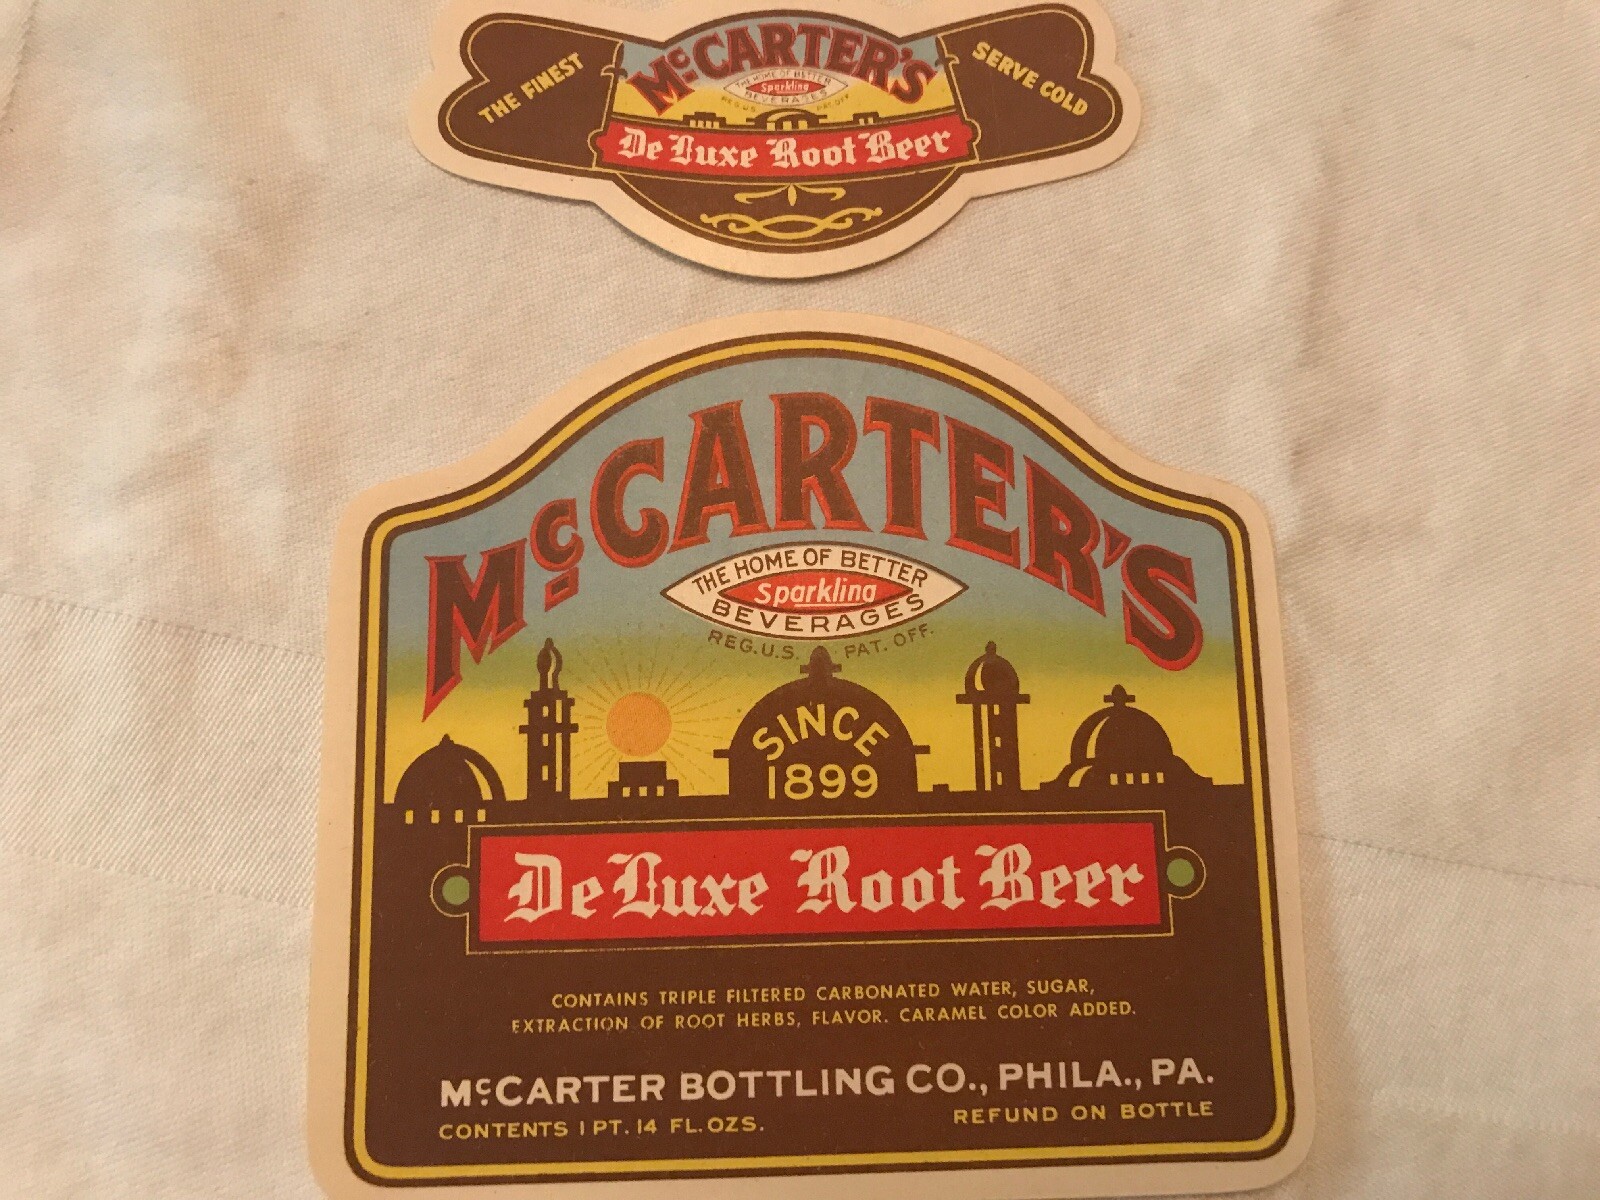 THE FINEST
McCARTER'S
THE HOME OF BETTER
Sparkling
BEVERAGES
REG. U.S. PAT. OFF.
SERVE COLD
De Luxe Root Beer
McCARTER'S
THE HOME OF BETTER
Sparkling
BEVERAGES
REG. U.S. PAT. OFF.
SINCE
1899
De Luxe Root Beer
CONTAINS TRIPLE FILTERED CARBONATED WATER, SUGAR,
EXTRACTION OF ROOT HERBS, FLAVOR. CARAMEL COLOR ADDED.
McCARTER BOTTLING CO., PHILA., PA.
CONTENTS 1 PT. 14 FL. OZS.
REFUND ON BOTTLE